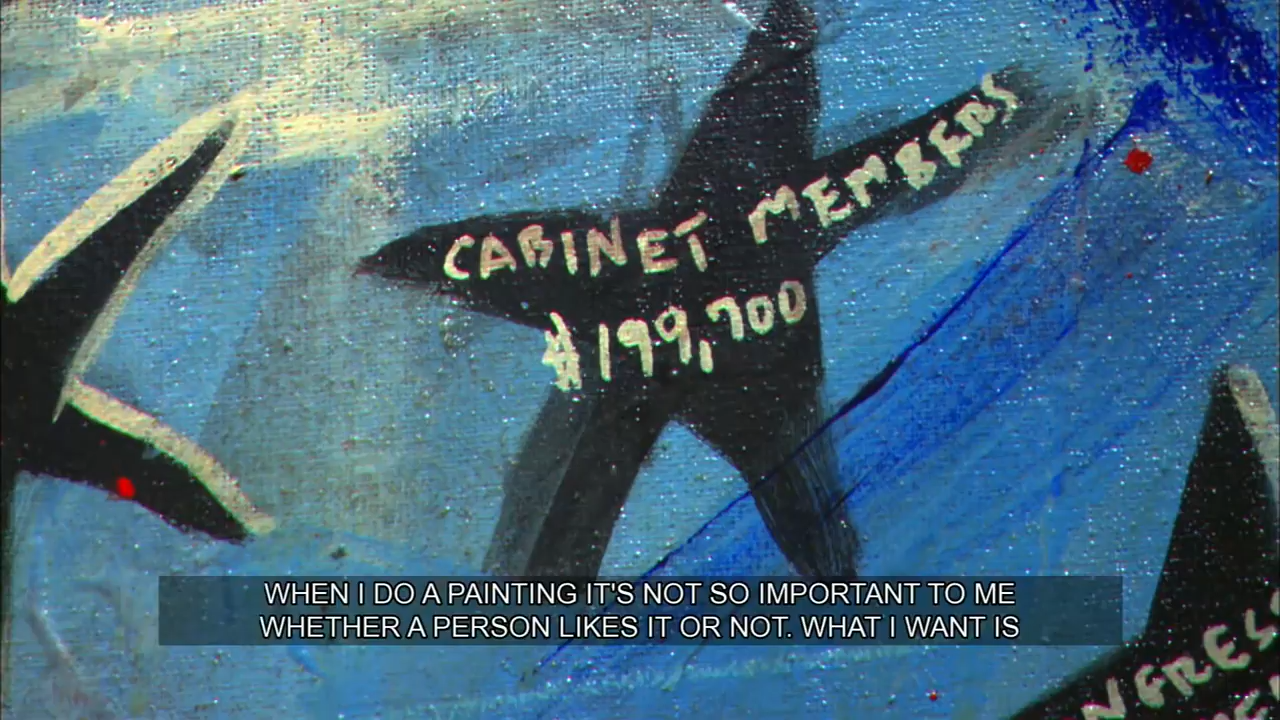 CABINET MEMBERS
$199,700
WHEN I DO A PAINTING IT'S NOT SO IMPORTANT TO ME
WHETHER A PERSON LIKES IT OR NOT. WHAT I WANT IS